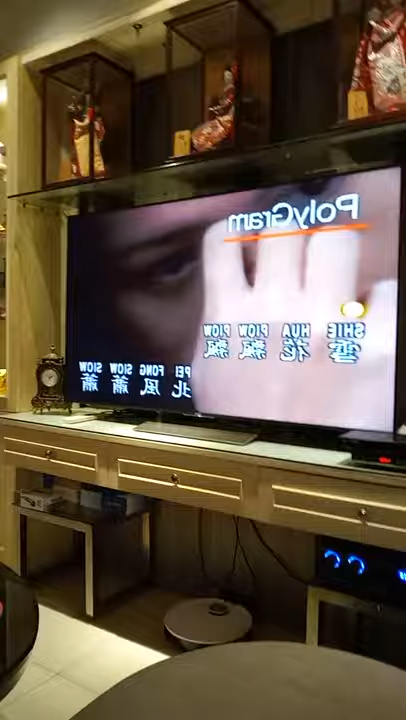 PolyGram
SHIE HUA PIOW PIOW
雪花飄飄
PEI FONG SIOW SIOW
北風蕭蕭